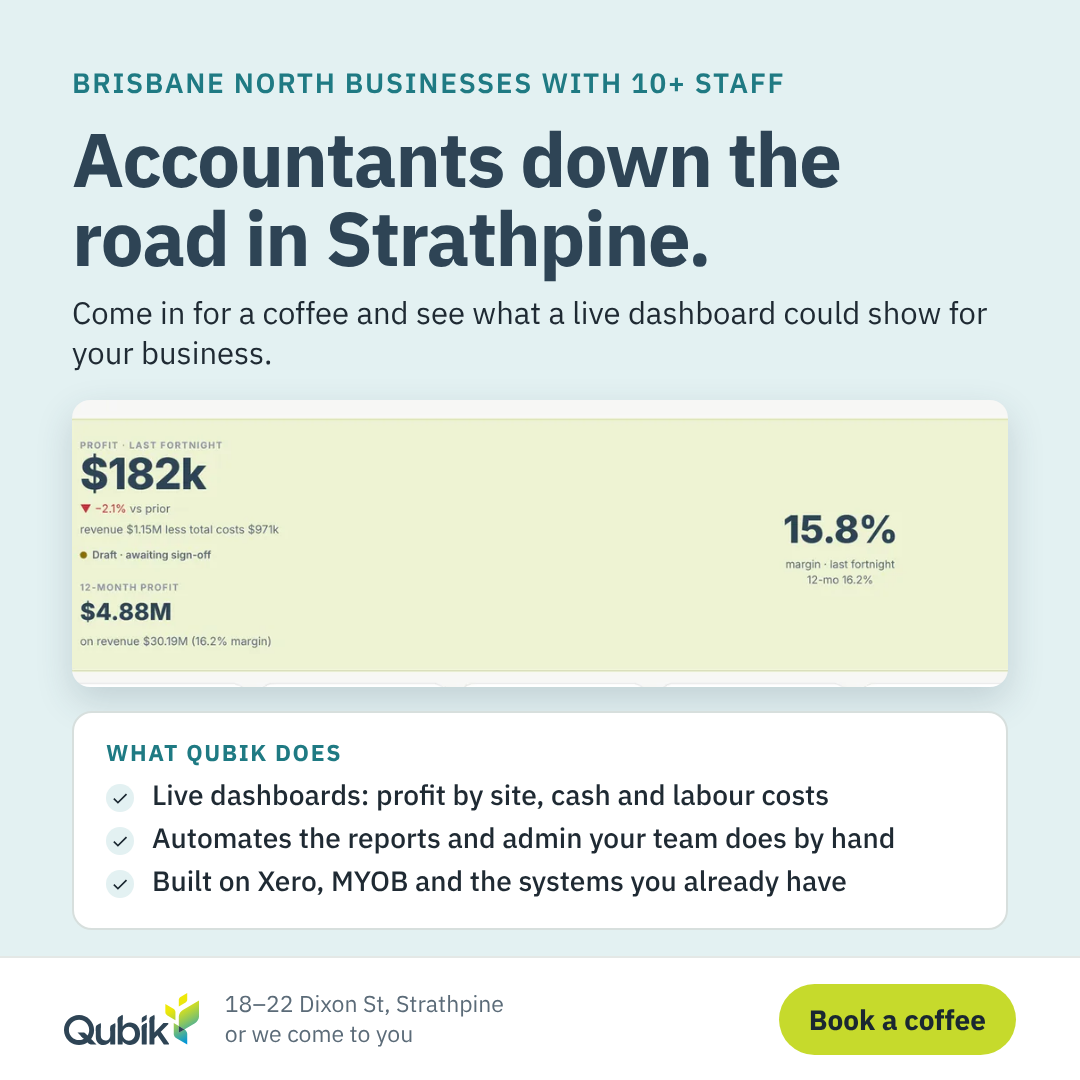 BRISBANE NORTH BUSINESSES WITH 10+ STAFF
Accountants down the
road in Strathpine.
Come in for a coffee and see what a live dashboard could show for
your business.
PROFIT · LAST FORTNIGHT
$182k
▼ −2.1% vs prior
revenue $1.15M less total costs $971k
Draft · awaiting sign-off
12-MONTH PROFIT
$4.88M
on revenue $30.19M (16.2% margin)
15.8%
margin · last fortnight
12-mo 16.2%
WHAT QUBIK DOES
Live dashboards: profit by site, cash and labour costs
Automates the reports and admin your team does by hand
Built on Xero, MYOB and the systems you already have
Qubik
18–22 Dixon St, Strathpine
or we come to you
Book a coffee